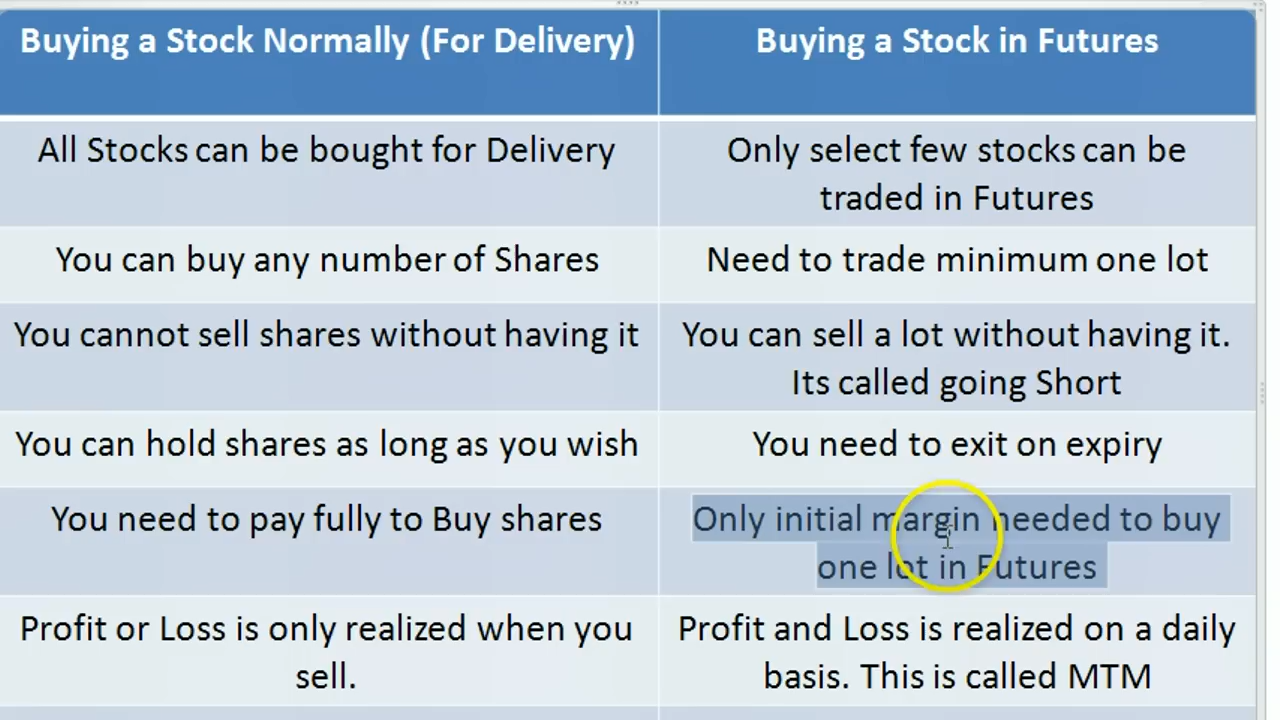 Buying a Stock Normally (For Delivery)
Buying a Stock in Futures
All Stocks can be bought for Delivery
Only select few stocks can be
traded in Futures
You can buy any number of Shares
Need to trade minimum one lot
You cannot sell shares without having it
You can sell a lot without having it.
Its called going Short
You can hold shares as long as you wish
You need to exit on expiry
You need to pay fully to Buy shares
Only initial margin needed to buy
one lot in Futures
Profit or Loss is only realized when you
sell.
Profit and Loss is realized on a daily
basis. This is called MTM